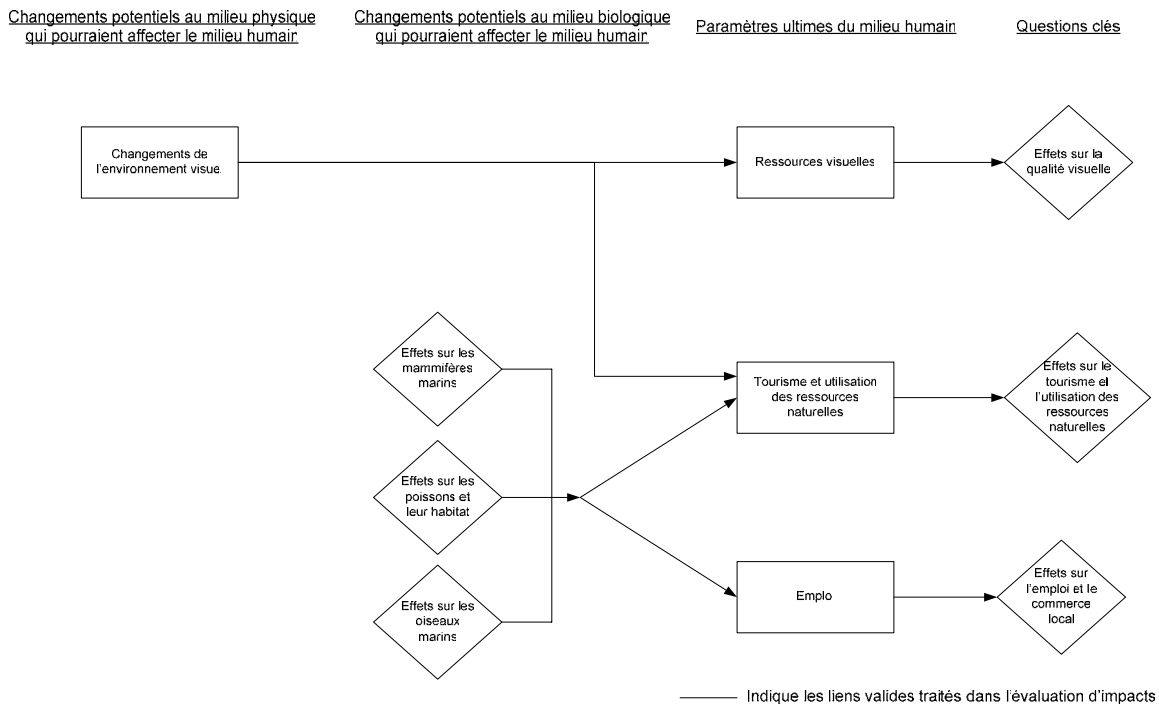 Changements potentiels au milieu physique
qui pourraient affecter le milieu humain
Changements potentiels au milieu biologique
qui pourraient affecter le milieu humain
Paramètres ultimes du milieu humain
Questions clés
Changements de
l'environnement visue.
Ressources visuelles
Effets sur la
qualité visuelle
Effets sur les
mammifères
marins
Tourisme et utilisation
des ressources
naturelles
Effets sur le
tourisme et
l'utilisation des
ressources
naturelles
Effets sur les
poissons et
leur habitat
Effets sur les
oiseaux
marins
Emplo
Effets sur
l'emploi et le
commerce
local
Indique les liens valides traités dans l'évaluation d'impacts